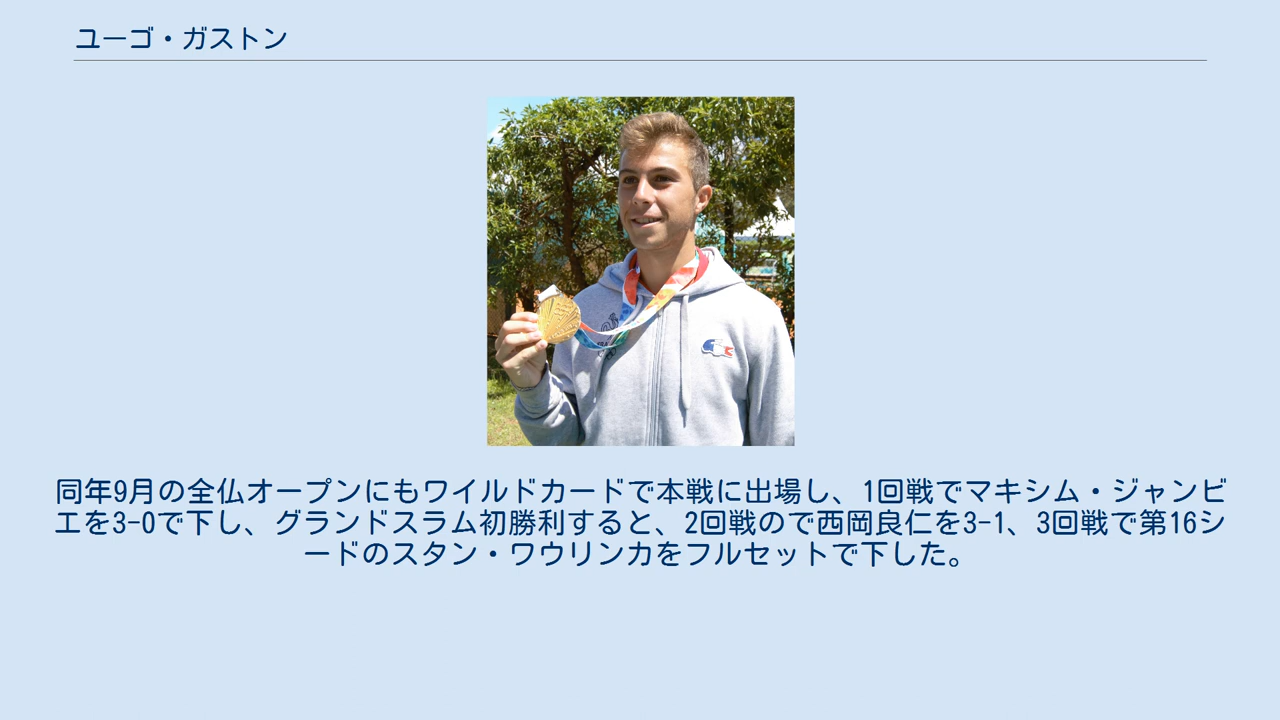 ユーゴ・ガストン
同年9月の全仏オープンにもワイルドカードで本戦に出場し、1回戦でマキシム・ジャンビ
エを3-0で下し、グランドスラム初勝利すると、2回戦ので西岡良仁を3-1、3回戦で第16シ
ードのスタン・ワウリンカをフルセットで下した。